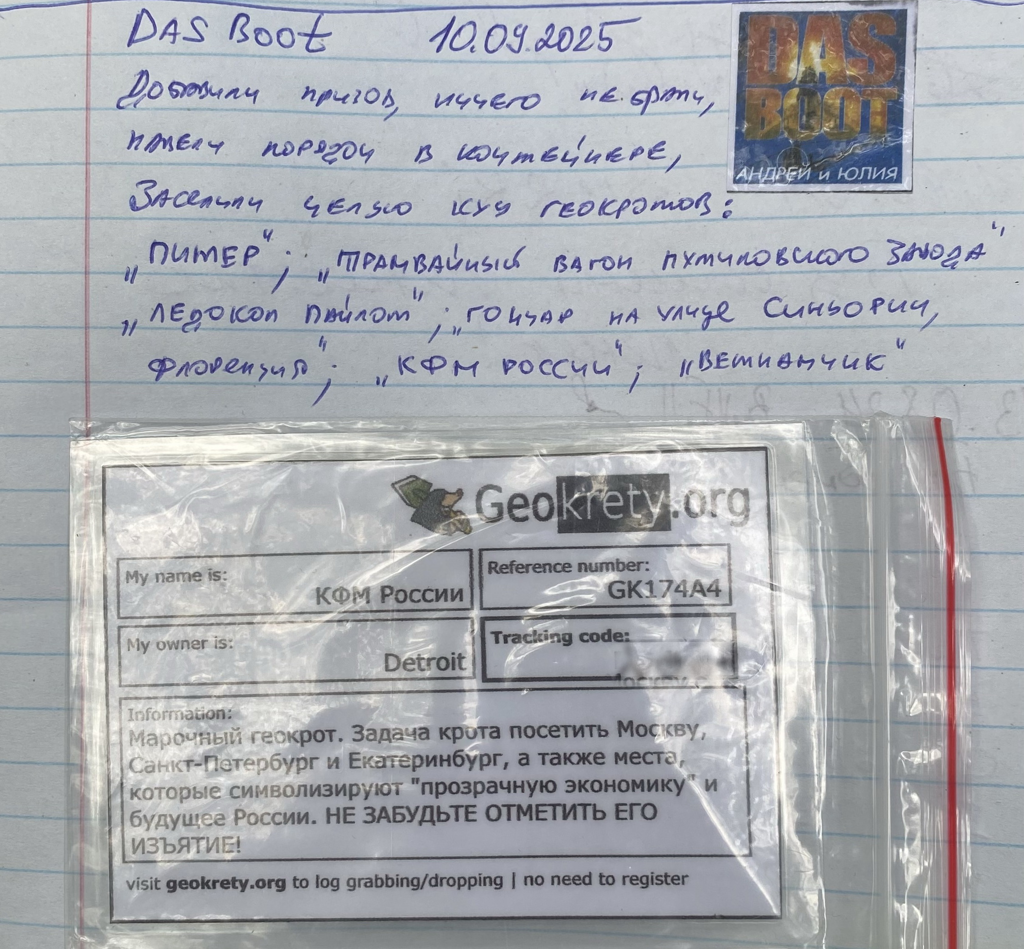 DAS Boot 10.09.2025
DAS
BOOT
АНДРЕЙ и ЮЛИЯ
Добавили призов, ничего не брали,
навели порядок в контейнере,
Заселили целую кучу геокротов:
„ПИТЕР“; „ТРАМВАЙНЫЙ ВАГОН ПУТИЛОВСКОГО ЗАВОДА“
„ЛЕДОКОЛ ПАЙЛОТ“; „ГОНЧАР НА УЛИЦЕ Синьории,
Флоренция“; „КФМ РОССИИ“;
Geokrety.org
My name is:
КФМ России
Reference number:
GK174A4
My owner is:
Detroit
Tracking code:
Information:
Марочный геокрот. Задача крота посетить Москву,
Санкт-Петербург и Екатеринбург, а также места,
которые символизируют "прозрачную экономику" и
будущее России. НЕ ЗАБУДЬТЕ ОТМЕТИТЬ ЕГО
ИЗЪЯТИЕ!
visit geokrety.org to log grabbing/dropping | no need to register